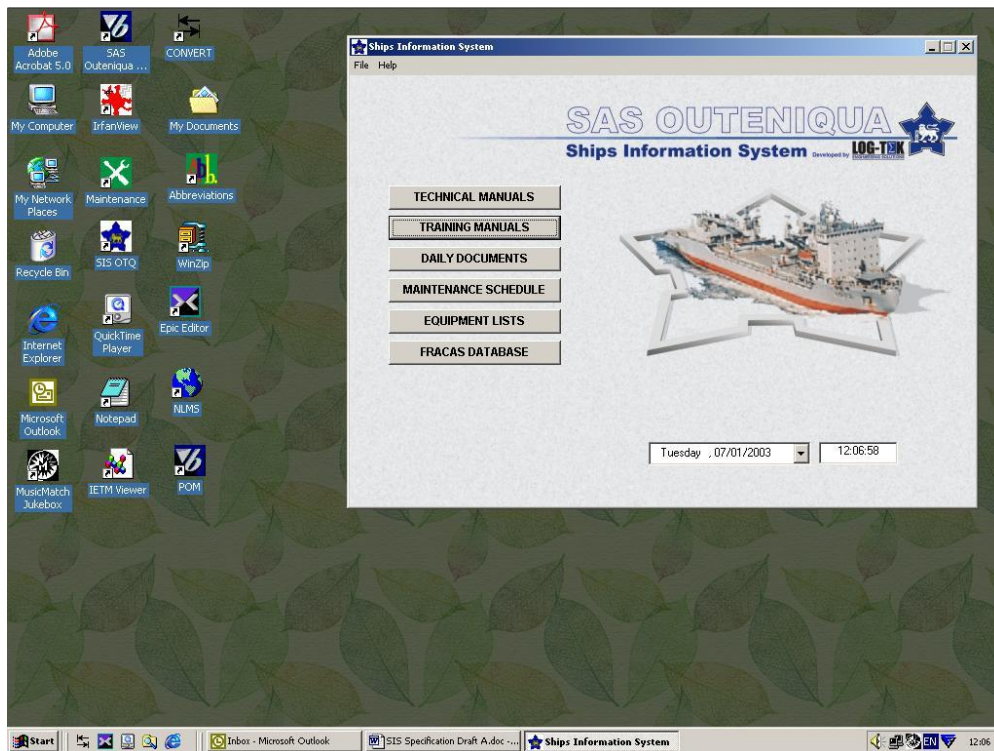 Adobe
Acrobat 5.0
SAS
Outeniqua ...
CONVERT
My Computer
IrfanView
My Documents
My Network
Places
Maintenance
Abbreviations
Recycle Bin
SIS OTQ
WinZip
Internet
Explorer
QuickTime
Player
Epic Editor
Microsoft
Outlook
Notepad
NLMS
MusicMatch
Jukebox
IETM Viewer
POM
Ships Information System
File Help
SAS OUTENIQUA
Ships Information System Developed by LOG-TEK
TECHNICAL MANUALS
TRAINING MANUALS
DAILY DOCUMENTS
MAINTENANCE SCHEDULE
EQUIPMENT LISTS
FRACAS DATABASE
Tuesday , 07/01/2003 12:06:58
Start Inbox - Microsoft Outlook SIS Specification Draft A.doc -... Ships Information System EN 12:06